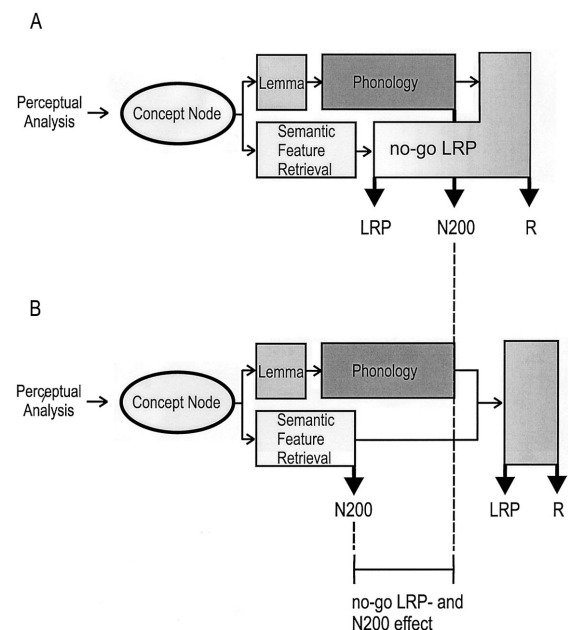 A
Perceptual
Analysis
Concept Node
Lemma
Phonology
Semantic
Feature
Retrieval
no-go LRP
LRP
N200
R
B
Perceptual
Analysis
Concept Node
Lemma
Phonology
Semantic
Feature
Retrieval
N200
LRP
R
no-go LRP- and
N200 effect